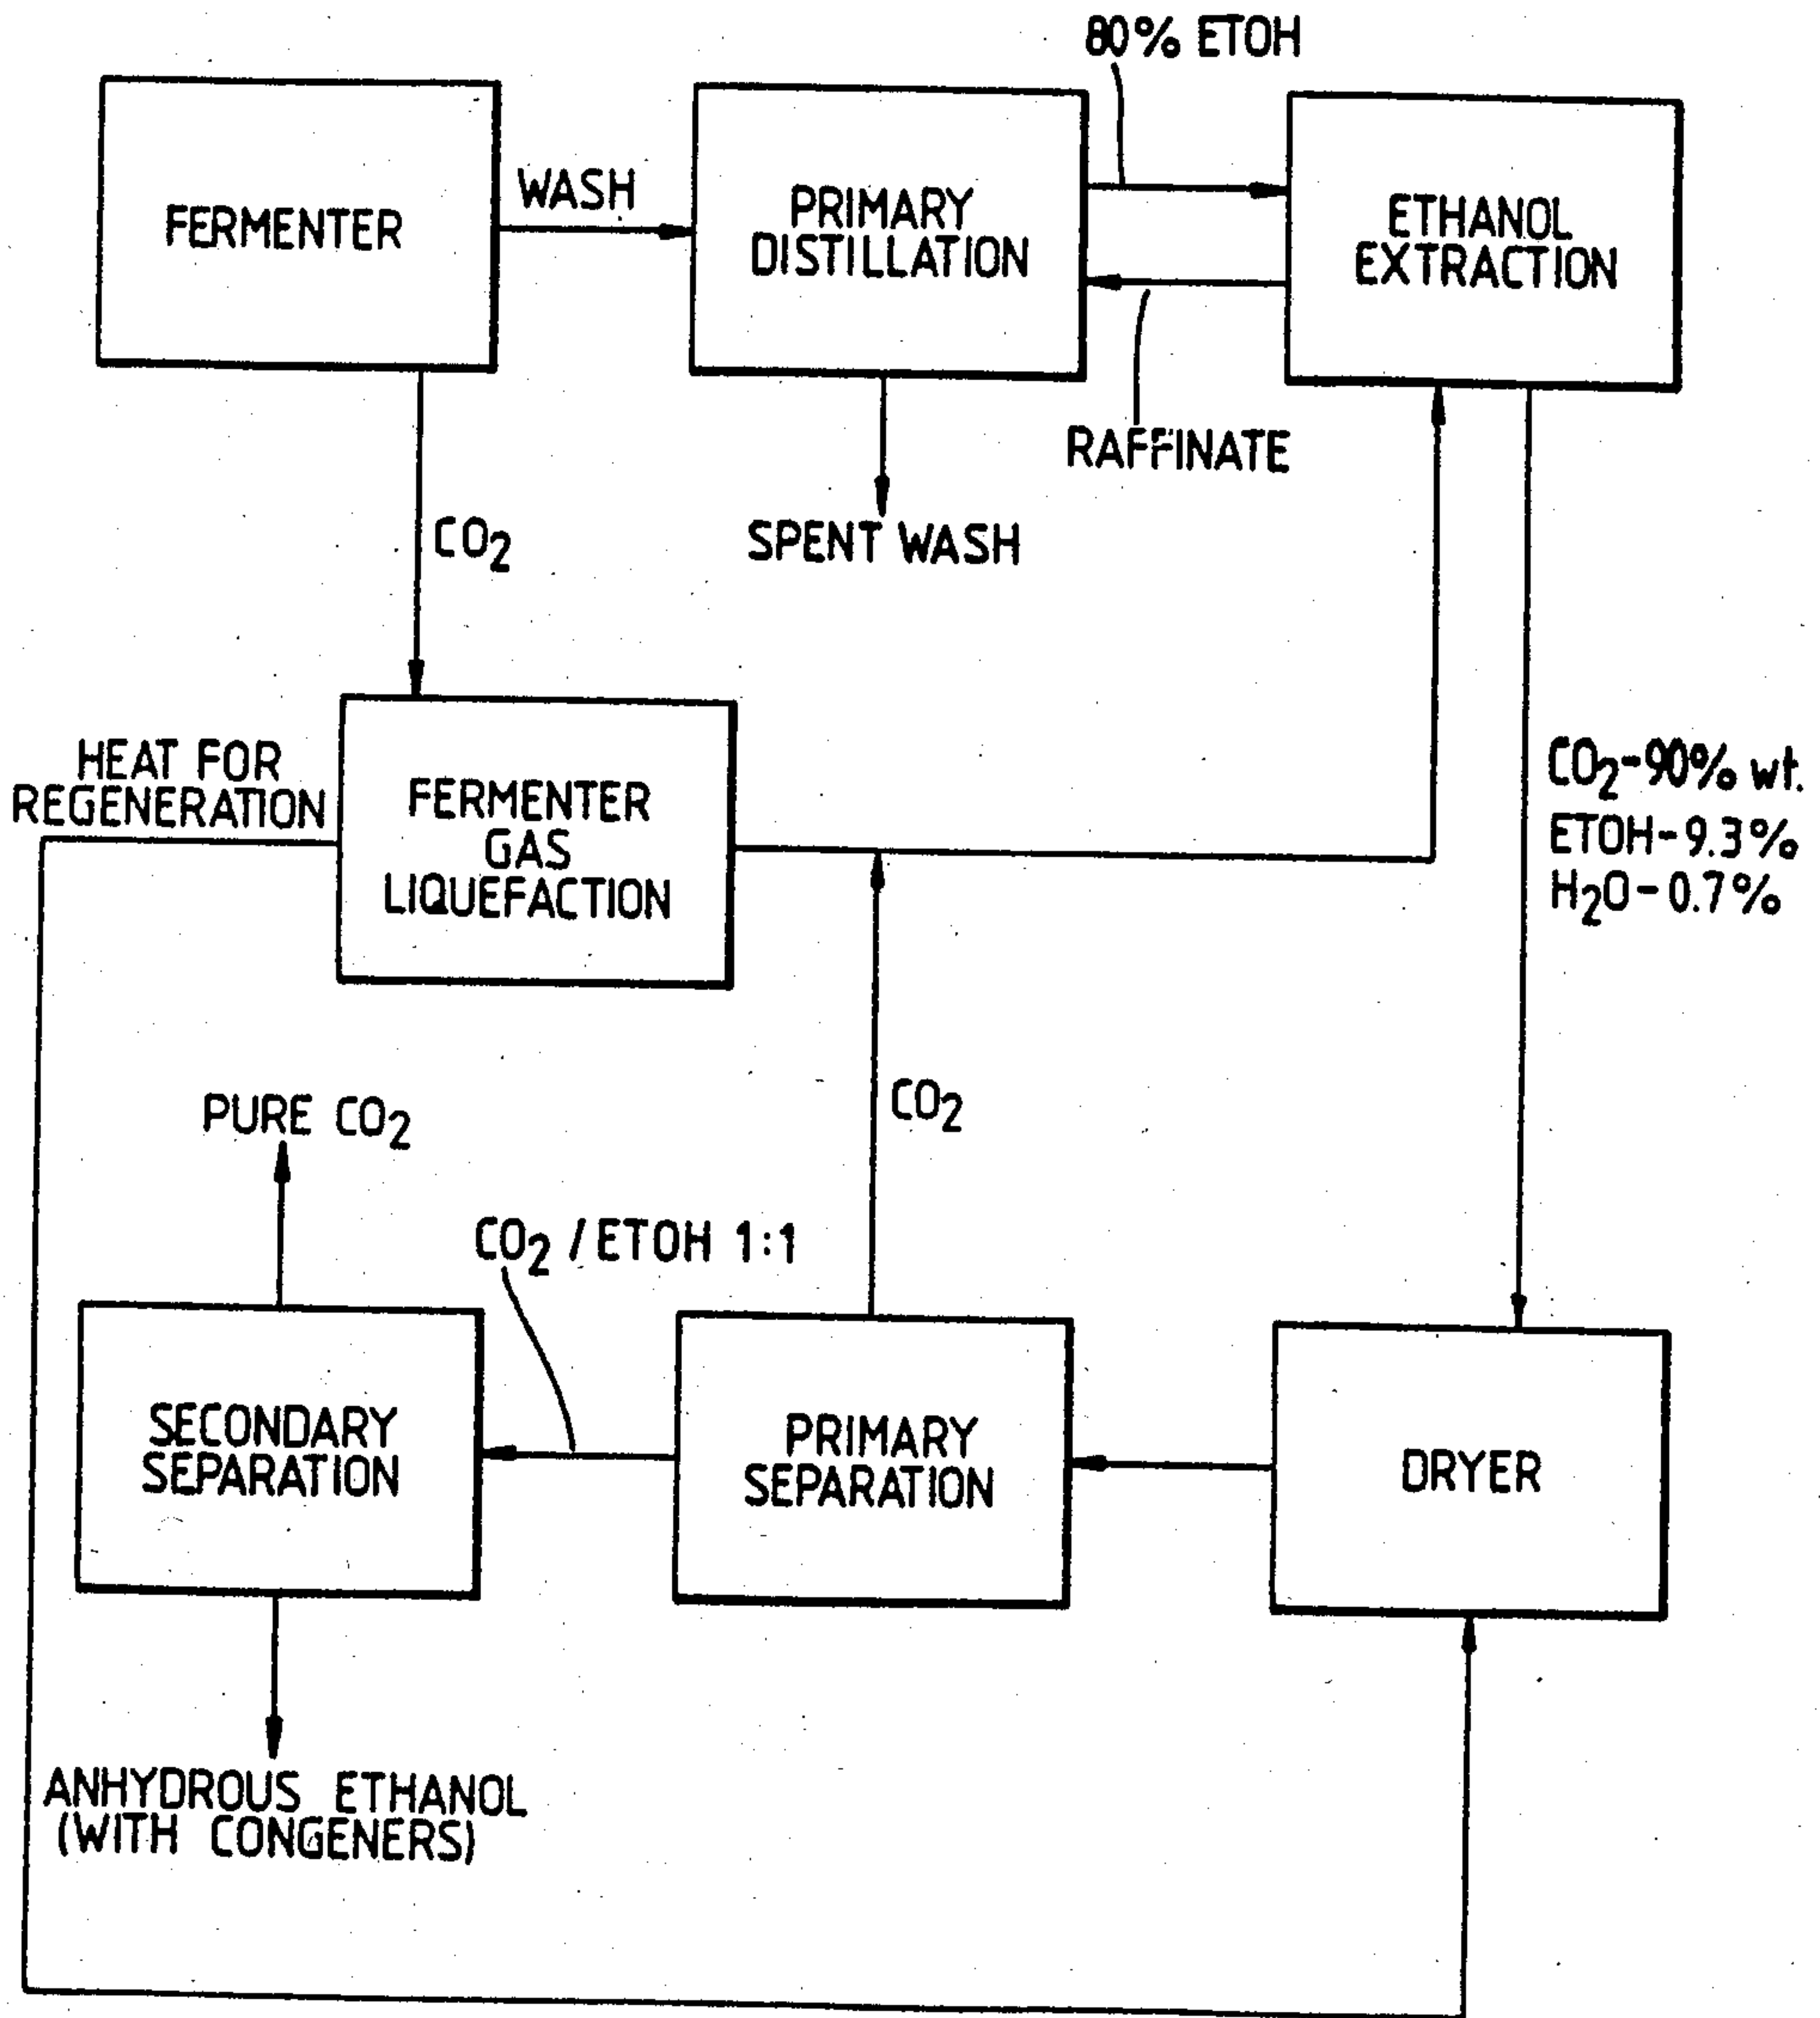 80% ETOH
FERMENTER
WASH
PRIMARY
DISTILLATION
ETHANOL
EXTRACTION
RAFFINATE
SPENT WASH
CO2
HEAT FOR
REGENERATION
FERMENTER
GAS
LIQUEFACTION
CO2-90% wt.
ETOH-9.3%
H2O-0.7%
PURE CO2
CO2
CO2 / ETOH 1:1
SECONDARY
SEPARATION
PRIMARY
SEPARATION
DRYER
ANHYDROUS ETHANOL
(WITH CONGENERS)